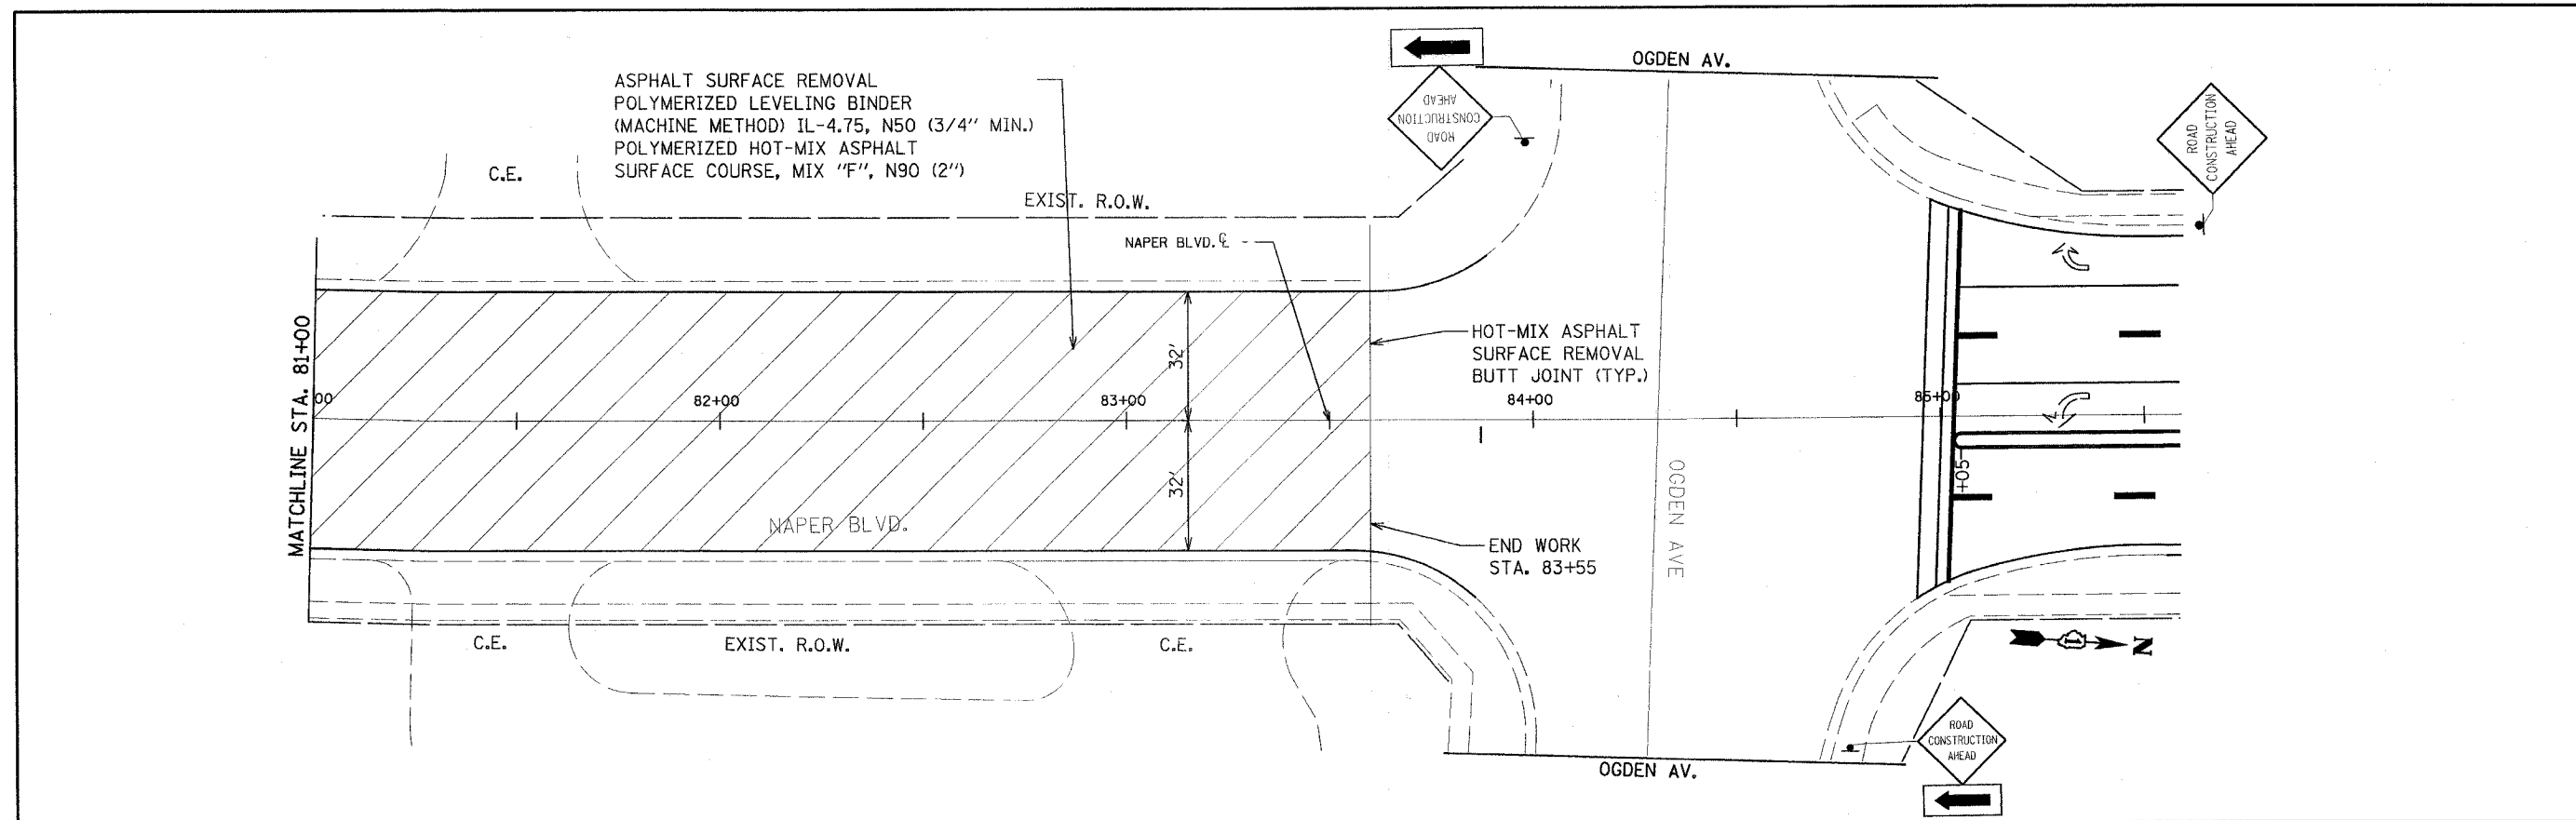 OGDEN AV.
ASPHALT SURFACE REMOVAL
POLYMERIZED LEVELING BINDER
(MACHINE METHOD) IL-4.75, N50 (3/4" MIN.)
POLYMERIZED HOT-MIX ASPHALT
SURFACE COURSE, MIX "F", N90 (2")
ROAD
CONSTRUCTION
AHEAD
ROAD
CONSTRUCTION
AHEAD
C.E.
EXIST. R.O.W.
NAPER BLVD. ℄
MATCHLINE STA. 81+00
32'
HOT-MIX ASPHALT
SURFACE REMOVAL
BUTT JOINT (TYP.)
00
82+00
83+00
84+00
85+00
32'
+05
OGDEN AVE
NAPER BLVD.
END WORK
STA. 83+55
C.E.
EXIST. R.O.W.
C.E.
1
N
ROAD
CONSTRUCTION
AHEAD
OGDEN AV.